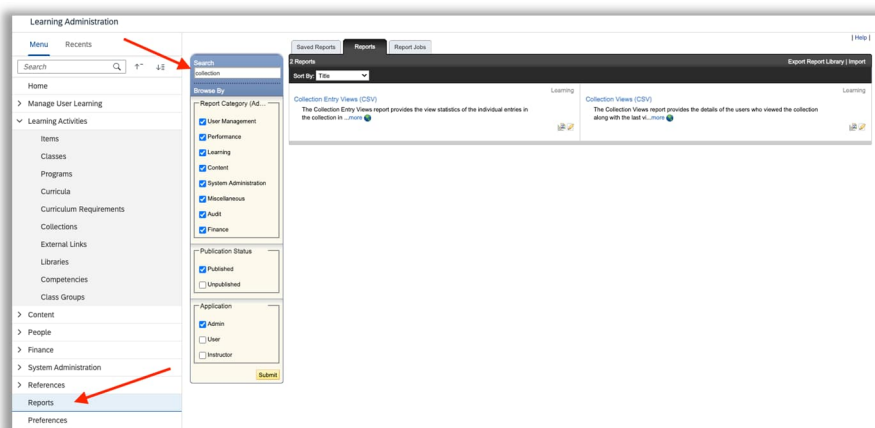 Learning Administration
Menu Recents
Search
Home
Manage User Learning
Learning Activities
Items
Classes
Programs
Curricula
Curriculum Requirements
Collections
External Links
Libraries
Competencies
Class Groups
Content
People
Finance
System Administration
References
Reports
Preferences
Search
collection
Browse By
Report Category (Ad...
User Management
Performance
Learning
Content
System Administration
Miscellaneous
Audit
Finance
Publication Status
Published
Unpublished
Application
Admin
User
Instructor
Submit
| Help |
Saved Reports Reports Report Jobs
2 Reports Export Report Library | Import
Sort By: Title
Learning
Collection Entry Views (CSV)
The Collection Entry Views report provides the view statistics of the individual entries in
the collection in ...more
Learning
Collection Views (CSV)
The Collection Views report provides the details of the users who viewed the collection
along with the last vi...more